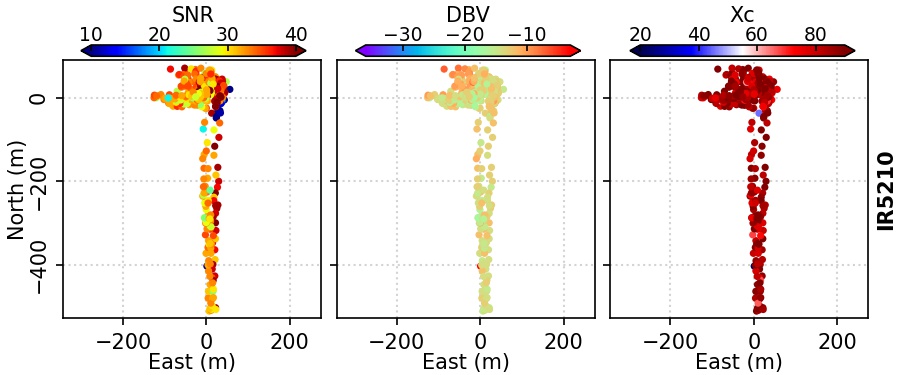 SNR
DBV
Xc
10 20 30 40
−30 −20 −10
20 40 60 80
0
−200
−400
North (m)
−200 0 200
−200 0 200
−200 0 200
East (m)
East (m)
East (m)
IR5210